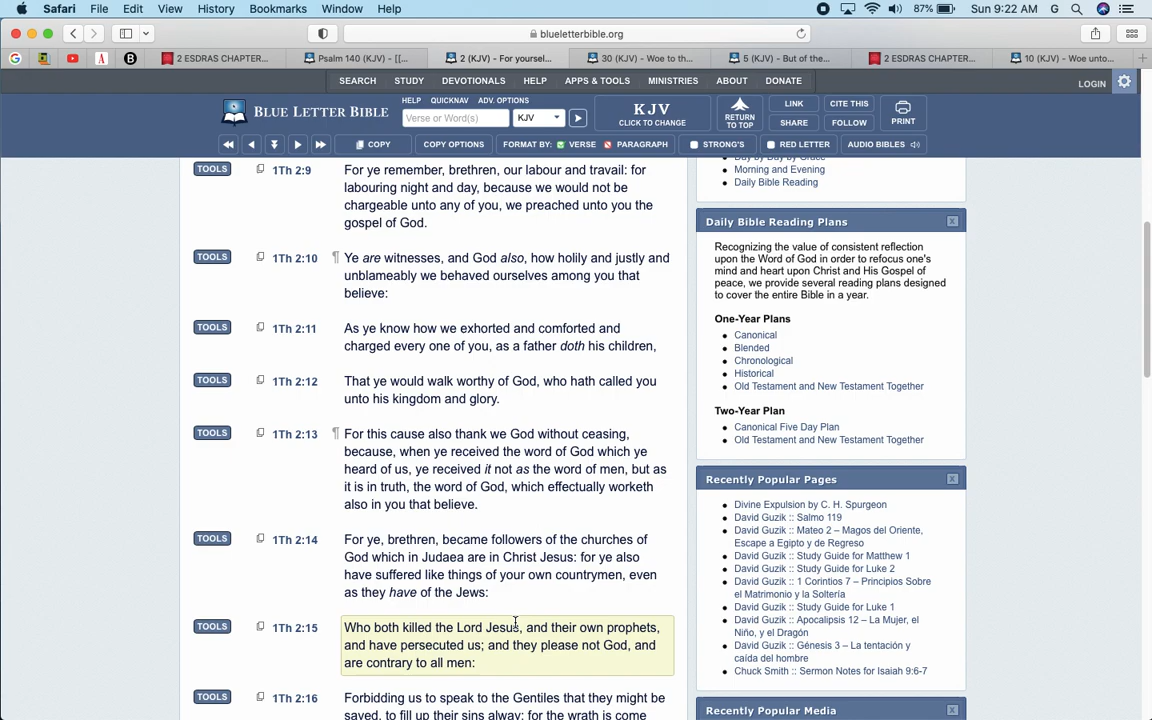 Safari File Edit View History Bookmarks Window Help 87% Sun 9:22 AM G
blueletterbible.org
2 ESDRAS CHAPTER... Psalm 140 (KJV) - [[... 2 (KJV) - For yoursel... 30 (KJV) - Woe to th... 5 (KJV) - But of the... 2 ESDRAS CHAPTER... 10 (KJV) - Woe unto...
SEARCH STUDY DEVOTIONALS HELP APPS & TOOLS MINISTRIES ABOUT DONATE LOGIN
BLUE LETTER BIBLE
HELP QUICKNAV ADV. OPTIONS
Verse or Word(s) KJV
KJV
CLICK TO CHANGE
RETURN
TO TOP
LINK CITE THIS
SHARE FOLLOW
PRINT
COPY COPY OPTIONS FORMAT BY: VERSE PARAGRAPH STRONG'S RED LETTER AUDIO BIBLES
TOOLS 1Th 2:9 For ye remember, brethren, our labour and travail: for
labouring night and day, because we would not be
chargeable unto any of you, we preached unto you the
gospel of God.
TOOLS 1Th 2:10 ¶ Ye are witnesses, and God also, how holily and justly and
unblameably we behaved ourselves among you that
believe:
TOOLS 1Th 2:11 As ye know how we exhorted and comforted and
charged every one of you, as a father doth his children,
TOOLS 1Th 2:12 That ye would walk worthy of God, who hath called you
unto his kingdom and glory.
TOOLS 1Th 2:13 ¶ For this cause also thank we God without ceasing,
because, when ye received the word of God which ye
heard of us, ye received it not as the word of men, but as
it is in truth, the word of God, which effectually worketh
also in you that believe.
TOOLS 1Th 2:14 For ye, brethren, became followers of the churches of
God which in Judaea are in Christ Jesus: for ye also
have suffered like things of your own countrymen, even
as they have of the Jews:
TOOLS 1Th 2:15 Who both killed the Lord Jesus, and their own prophets,
and have persecuted us; and they please not God, and
are contrary to all men:
TOOLS 1Th 2:16 Forbidding us to speak to the Gentiles that they might be
saved, to fill up their sins alway: for the wrath is come
Day by Day by Grace
Morning and Evening
Daily Bible Reading
Daily Bible Reading Plans
Recognizing the value of consistent reflection
upon the Word of God in order to refocus one's
mind and heart upon Christ and His Gospel of
peace, we provide several reading plans designed
to cover the entire Bible in a year.
One-Year Plans
Canonical
Blended
Chronological
Historical
Old Testament and New Testament Together
Two-Year Plan
Canonical Five Day Plan
Old Testament and New Testament Together
Recently Popular Pages
Divine Expulsion by C. H. Spurgeon
David Guzik :: Salmo 119
David Guzik :: Mateo 2 – Magos del Oriente,
Escape a Egipto y de Regreso
David Guzik :: Study Guide for Matthew 1
David Guzik :: Study Guide for Luke 2
David Guzik :: 1 Corintios 7 – Principios Sobre
el Matrimonio y la Soltería
David Guzik :: Study Guide for Luke 1
David Guzik :: Apocalipsis 12 – La Mujer, el
Niño, y el Dragón
David Guzik :: Génesis 3 – La tentación y
caída del hombre
Chuck Smith :: Sermon Notes for Isaiah 9:6-7
Recently Popular Media